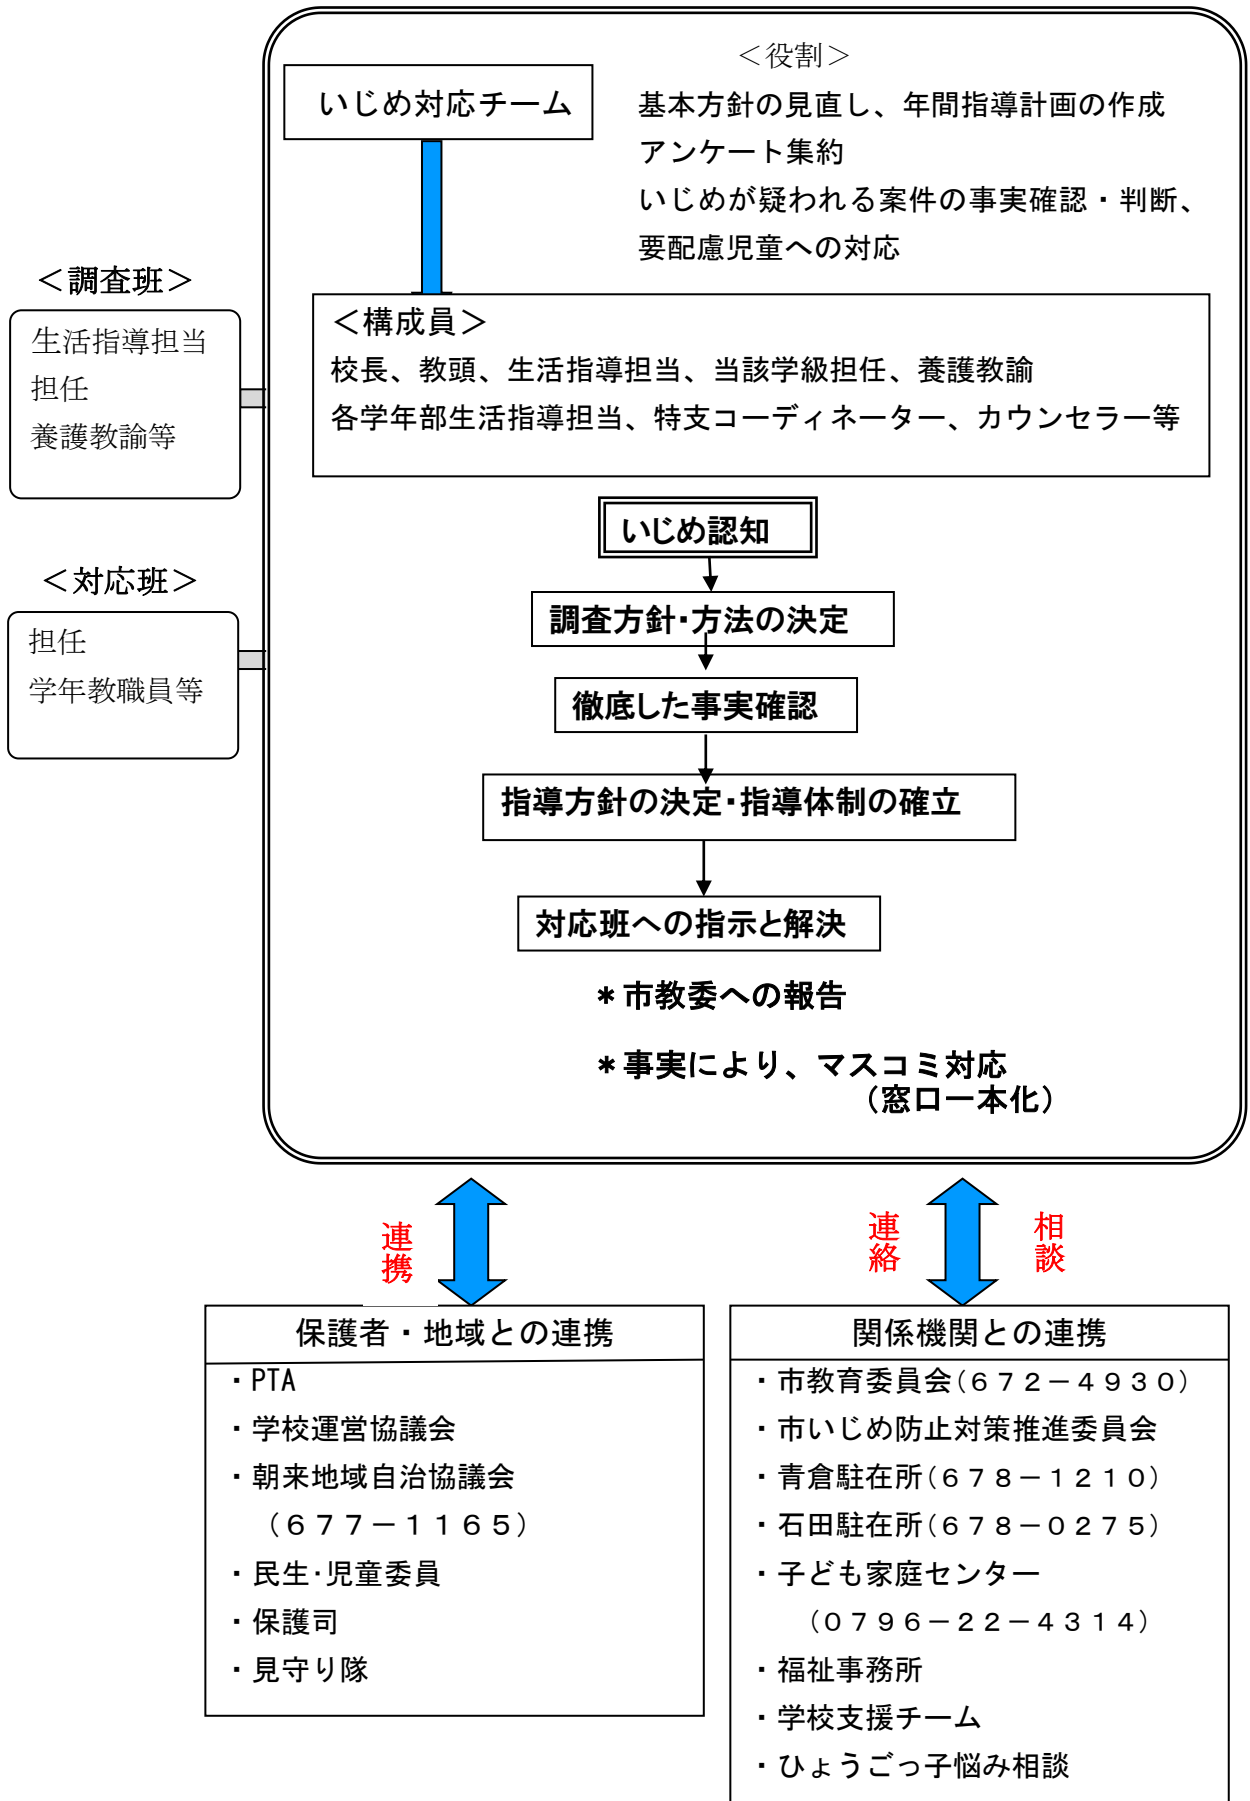 ＜役割＞
いじめ対応チーム
基本方針の見直し、年間指導計画の作成
アンケート集約
いじめが疑われる案件の事実確認・判断、
要配慮児童への対応
＜調査班＞
生活指導担当
担任
養護教諭等
＜構成員＞
校長、教頭、生活指導担当、当該学級担任、養護教諭
各学年部生活指導担当、特支コーディネーター、カウンセラー等
いじめ認知
＜対応班＞
担任
学年教職員等
調査方針・方法の決定
徹底した事実確認
指導方針の決定・指導体制の確立
対応班への指示と解決
＊市教委への報告
＊事実により、マスコミ対応
（窓口一本化）
連携
連絡
相談
保護者・地域との連携
・PTA
・学校運営協議会
・朝来地域自治協議会
（６７７－１１６５）
・民生・児童委員
・保護司
・見守り隊
関係機関との連携
・市教育委員会（６７２－４９３０）
・市いじめ防止対策推進委員会
・青倉駐在所（６７８－１２１０）
・石田駐在所（６７８－０２７５）
・子ども家庭センター
（０７９６－２２－４３１４）
・福祉事務所
・学校支援チーム
・ひょうごっ子悩み相談